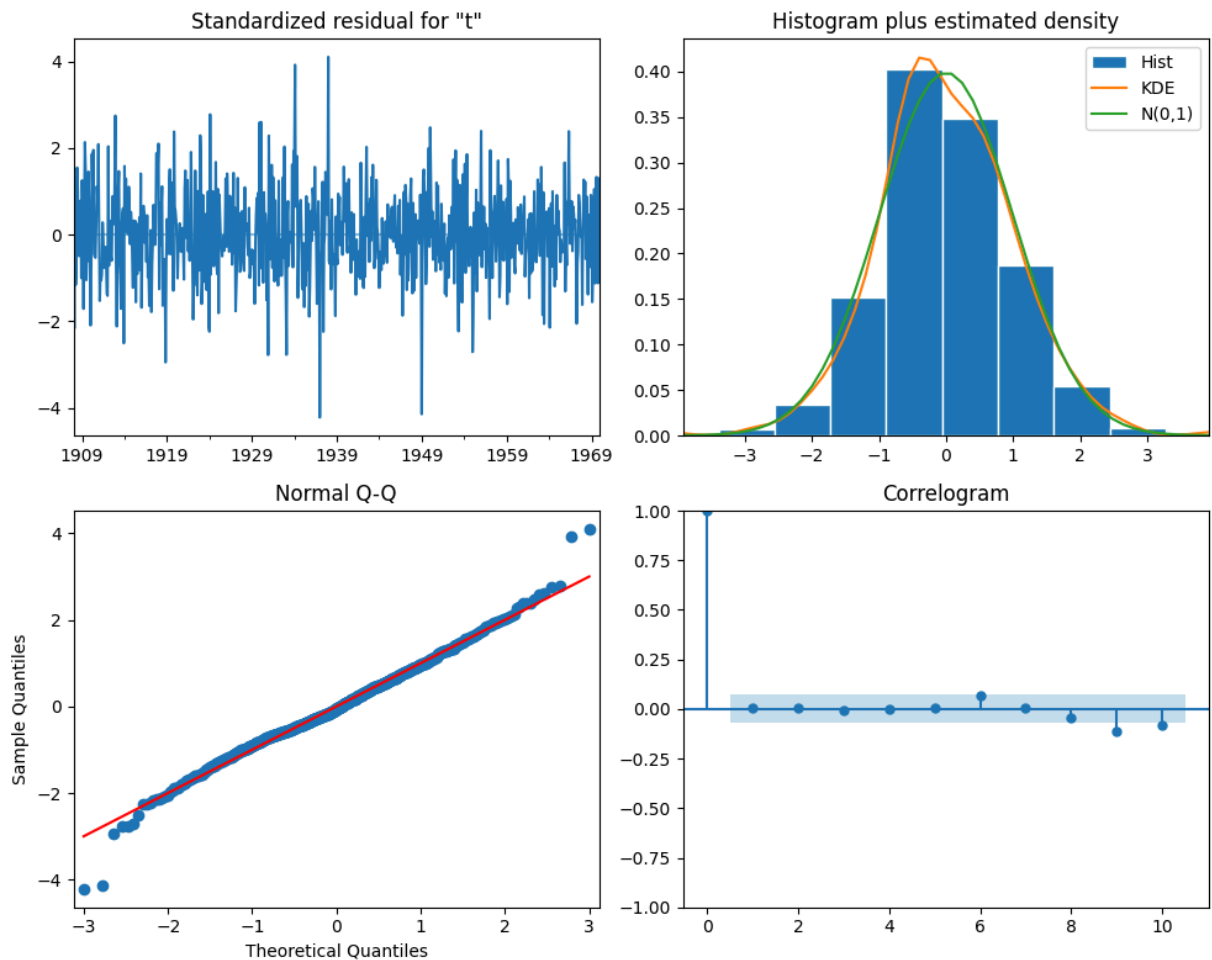 Standardized residual for "t"
4
2
0
−2
−4
1909 1919 1929 1939 1949 1959 1969
Histogram plus estimated density
Hist
KDE
N(0,1)
0.40
0.35
0.30
0.25
0.20
0.15
0.10
0.05
0.00
−3 −2 −1 0 1 2 3
Normal Q-Q
Sample Quantiles
4
2
0
−2
−4
−3 −2 −1 0 1 2 3
Theoretical Quantiles
Correlogram
1.00
0.75
0.50
0.25
0.00
−0.25
−0.50
−0.75
−1.00
0 2 4 6 8 10